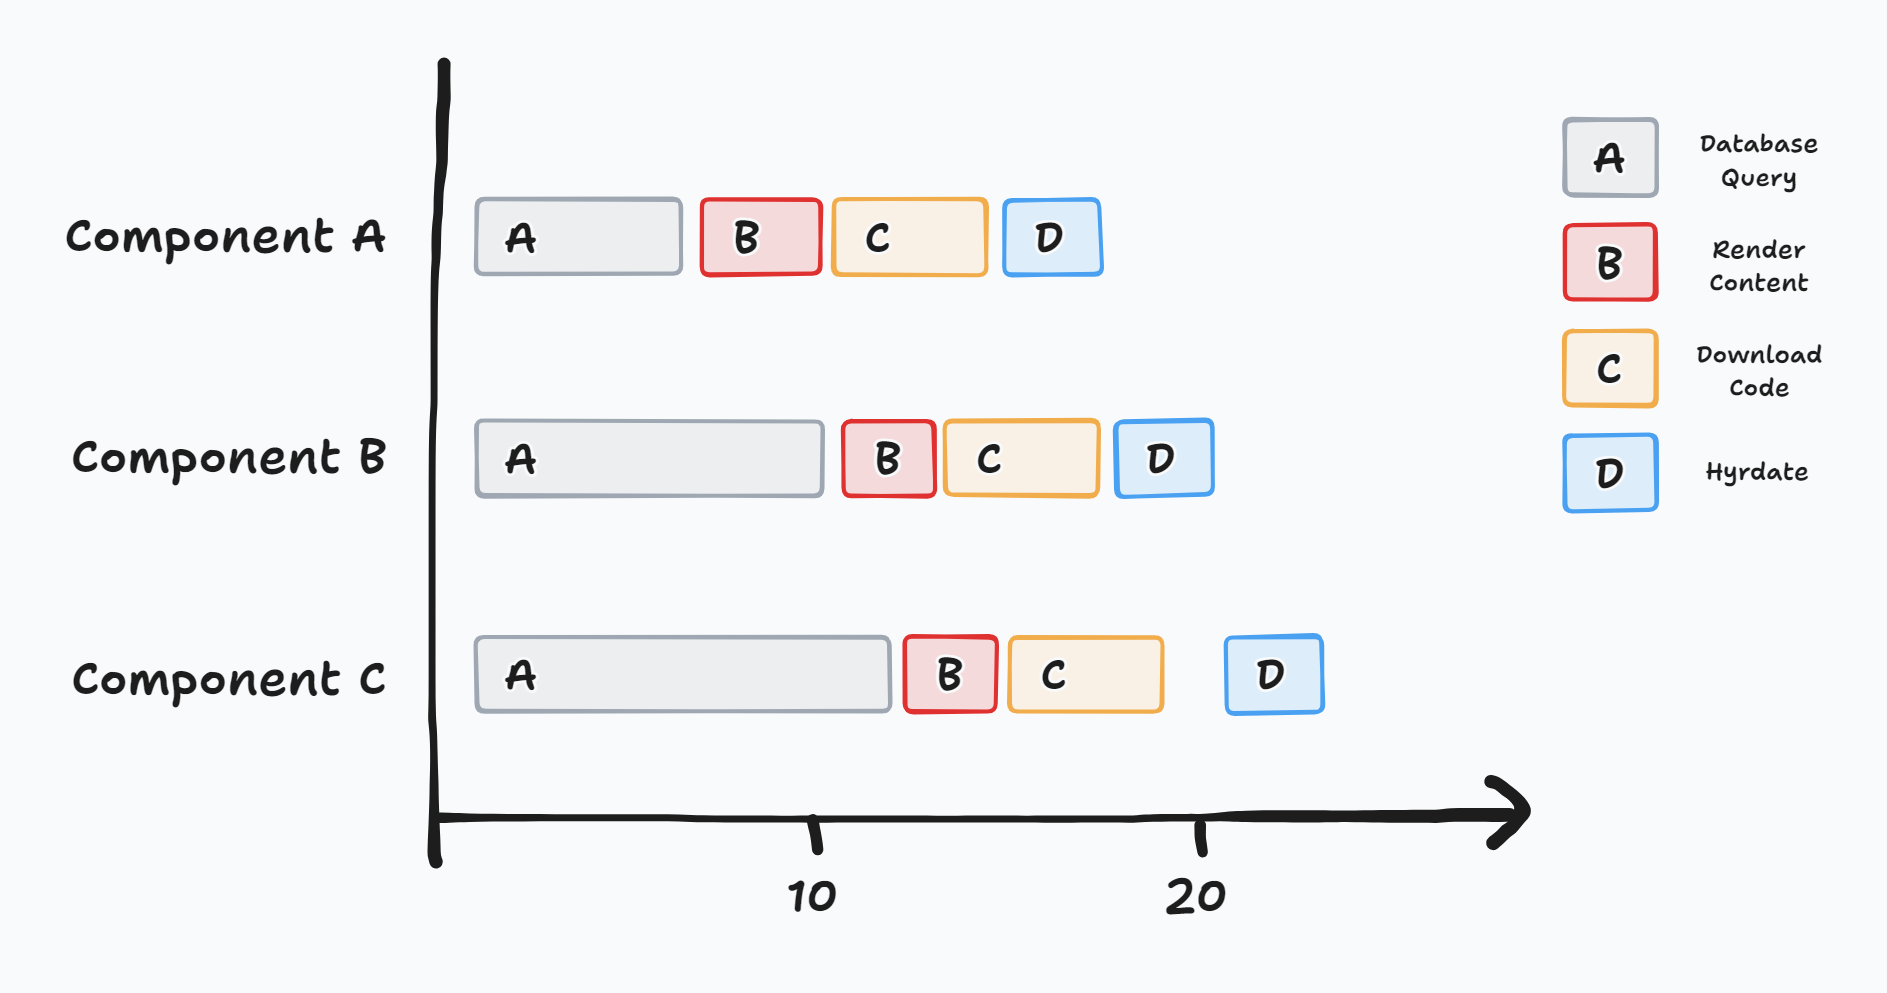 Component A
A
B
C
D
Component B
A
B
C
D
Component C
A
B
C
D
10
20
A
Database
Query
B
Render
Content
C
Download
Code
D
Hyrdate